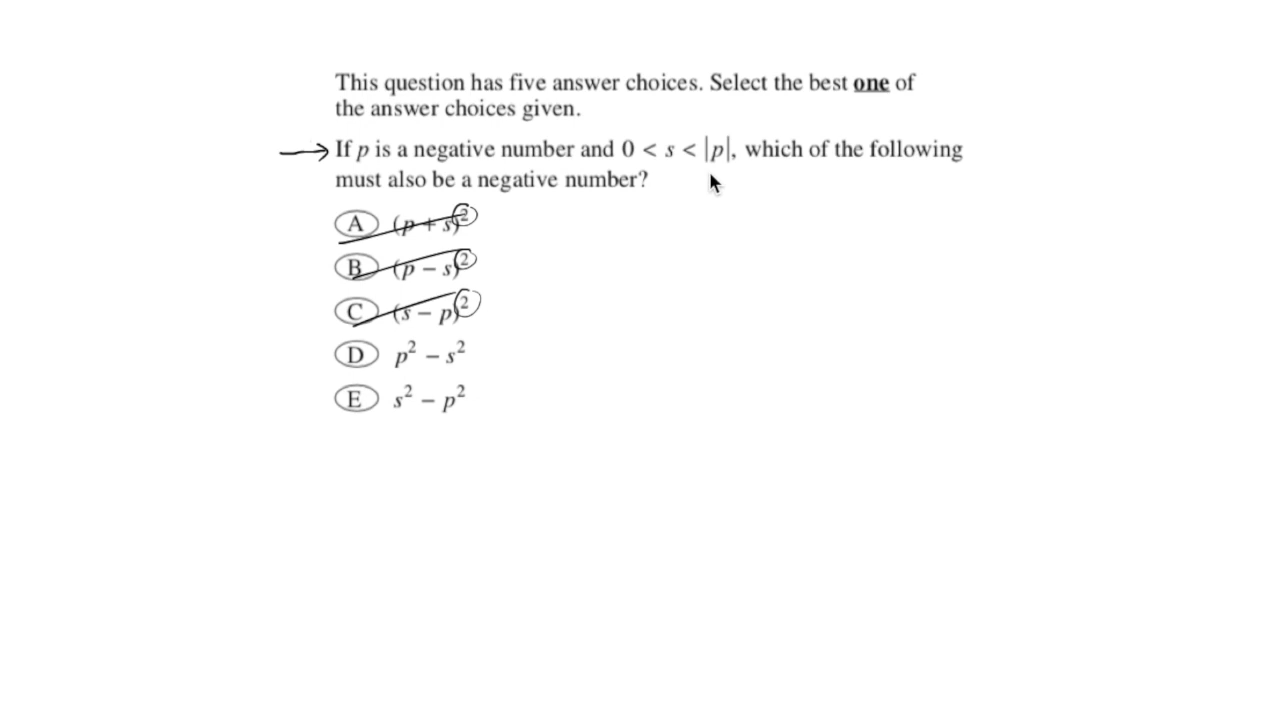 This question has five answer choices. Select the best one of
the answer choices given.
If p is a negative number and 0 < s < |p|, which of the following
must also be a negative number?
A (p + s)²
B (p – s)²
C (s – p)²
D p² – s²
E s² – p²